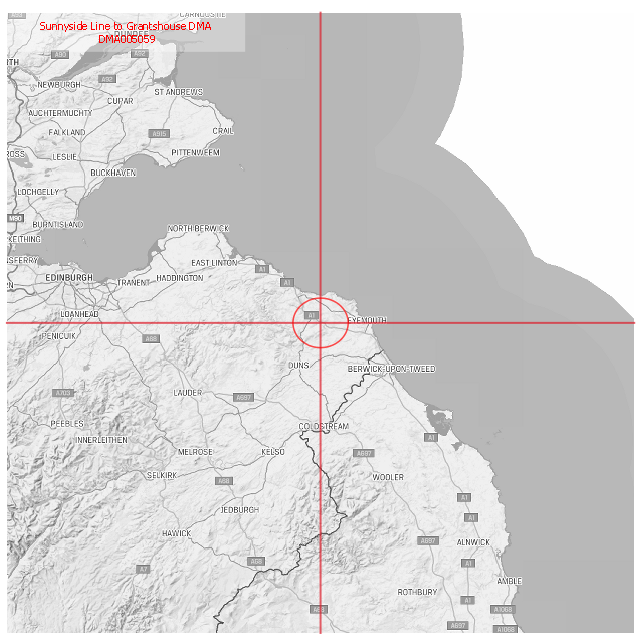 CARNOUSTIE
Sunnyside Line to Grantshouse DMA
DUNDEE
DMA005059
A90
A92
NEWBURGH
A92
ST ANDREWS
CUPAR
AUCHTERMUCHTY
FALKLAND
A915
CRAIL
LESLIE
PITTENWEEM
BUCKHAVEN
LOCHGELLY
M90
BURNTISLAND
NORTH BERWICK
EAST LINTON
A1
EDINBURGH
TRANENT
HADDINGTON
A1
LOANHEAD
A1
EYEMOUTH
PENICUIK
A68
DUNS
BERWICK-UPON-TWEED
A703
LAUDER
A697
PEEBLES
COLDSTREAM
INNERLEITHEN
A1
MELROSE
KELSO
A697
SELKIRK
A68
WOOLER
A1
JEDBURGH
A1
HAWICK
A697
ALNWICK
A68
A1
A7
AMBLE
ROTHBURY
A1
A68
A1068
A697
A1068